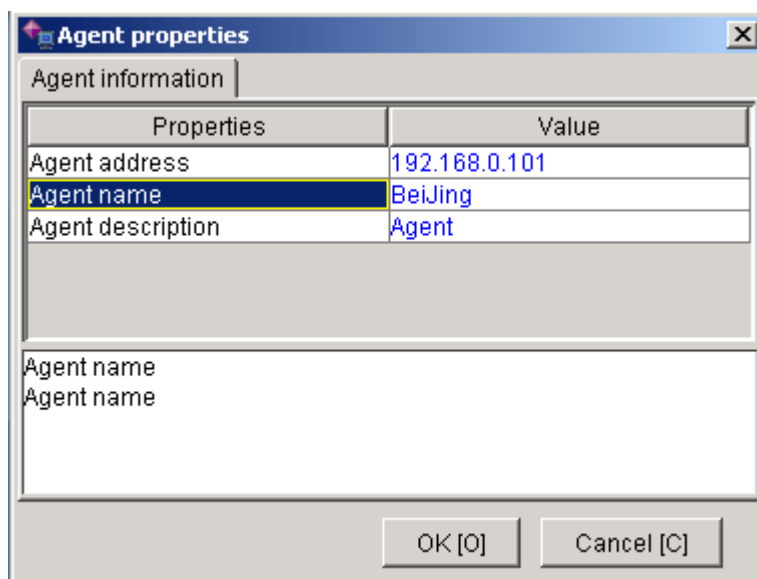 Agent properties
Agent information
Properties Value
Agent address 192.168.0.101
Agent name BeiJing
Agent description Agent
Agent name
Agent name
OK [O] Cancel [C]